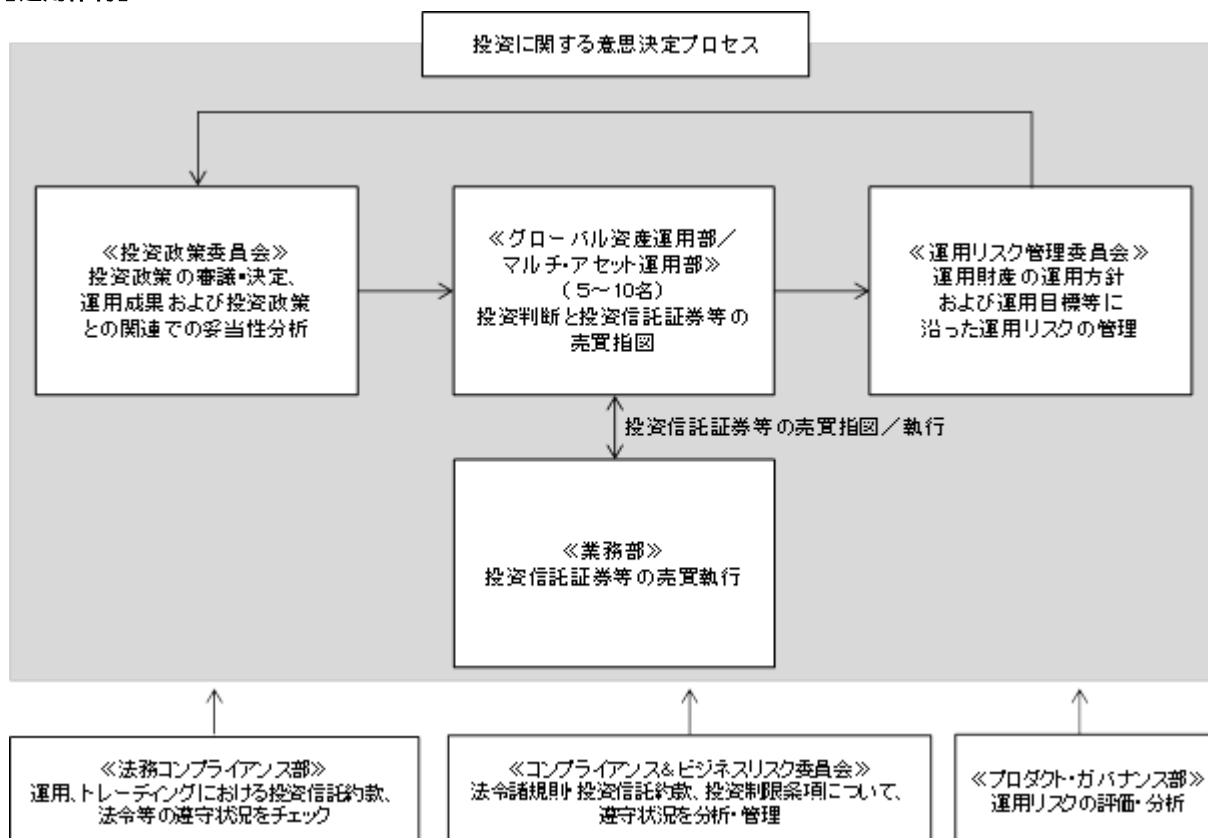 投資に関する意思決定プロセス
≪投資政策委員会≫
投資政策の審議・決定、
運用成果および投資政策
との関連での妥当性分析
≪グローバル資産運用部/
マルチ・アセット運用部≫
(5~10名)
投資判断と投資信託証券等の
売買指図
≪運用リスク管理委員会≫
運用財産の運用方針
および運用目標等に
沿った運用リスクの管理
投資信託証券等の売買指図/執行
≪業務部≫
投資信託証券等の売買執行
≪法務コンプライアンス部≫
運用、トレーディングにおける投資信託約款、
法令等の遵守状況をチェック
≪コンプライアンス&ビジネスリスク委員会≫
法令諸規則・投資信託約款、投資制限条項について、
遵守状況を分析・管理
≪プロダクト・ガバナンス部≫
運用リスクの評価・分析